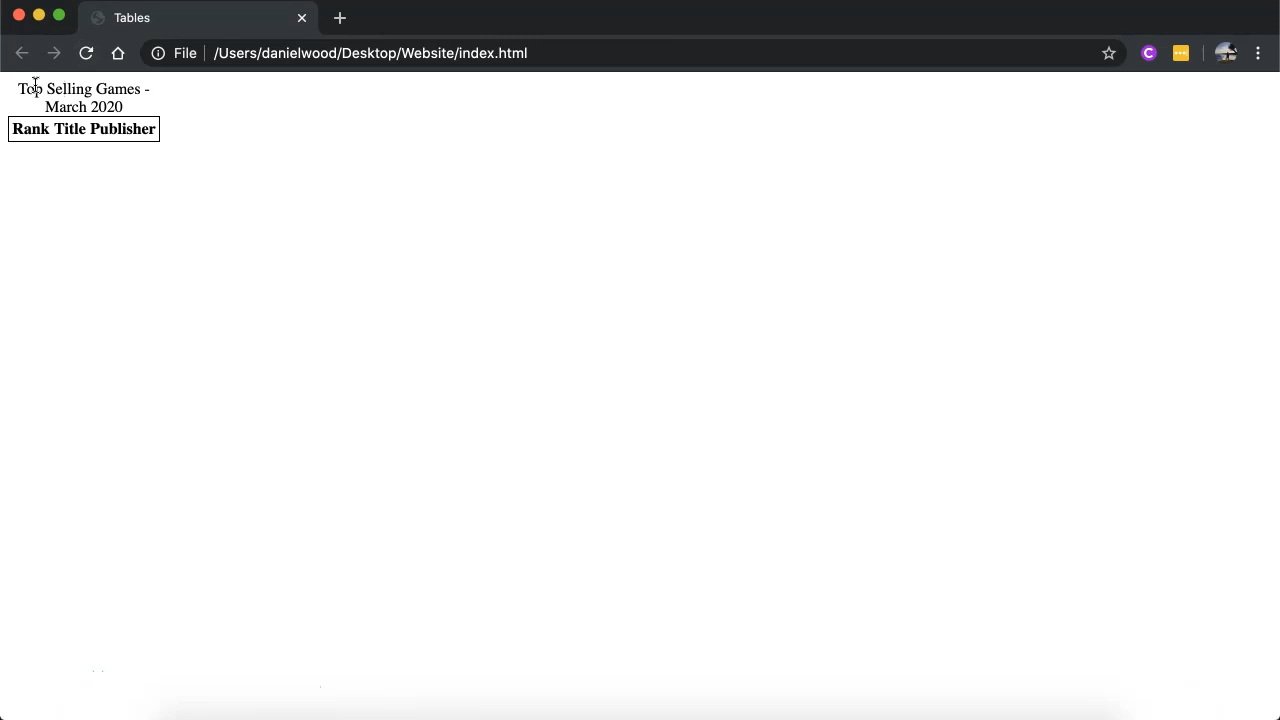 Tables
File
/Users/danielwood/Desktop/Website/index.html
C
Top Selling Games -
March 2020
Rank Title Publisher